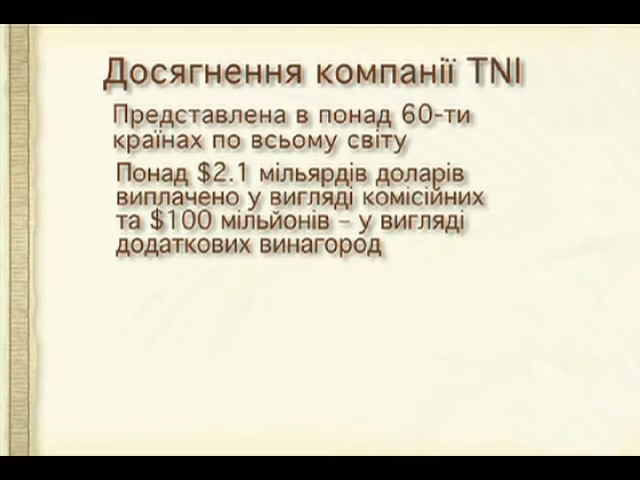 Досягнення компанії TNI
Представлена в понад 60-ти
країнах по всьому світу
Понад $2.1 мільярдів доларів
виплачено у вигляді комісійних
та $100 мільйонів – у вигляді
додаткових винагород